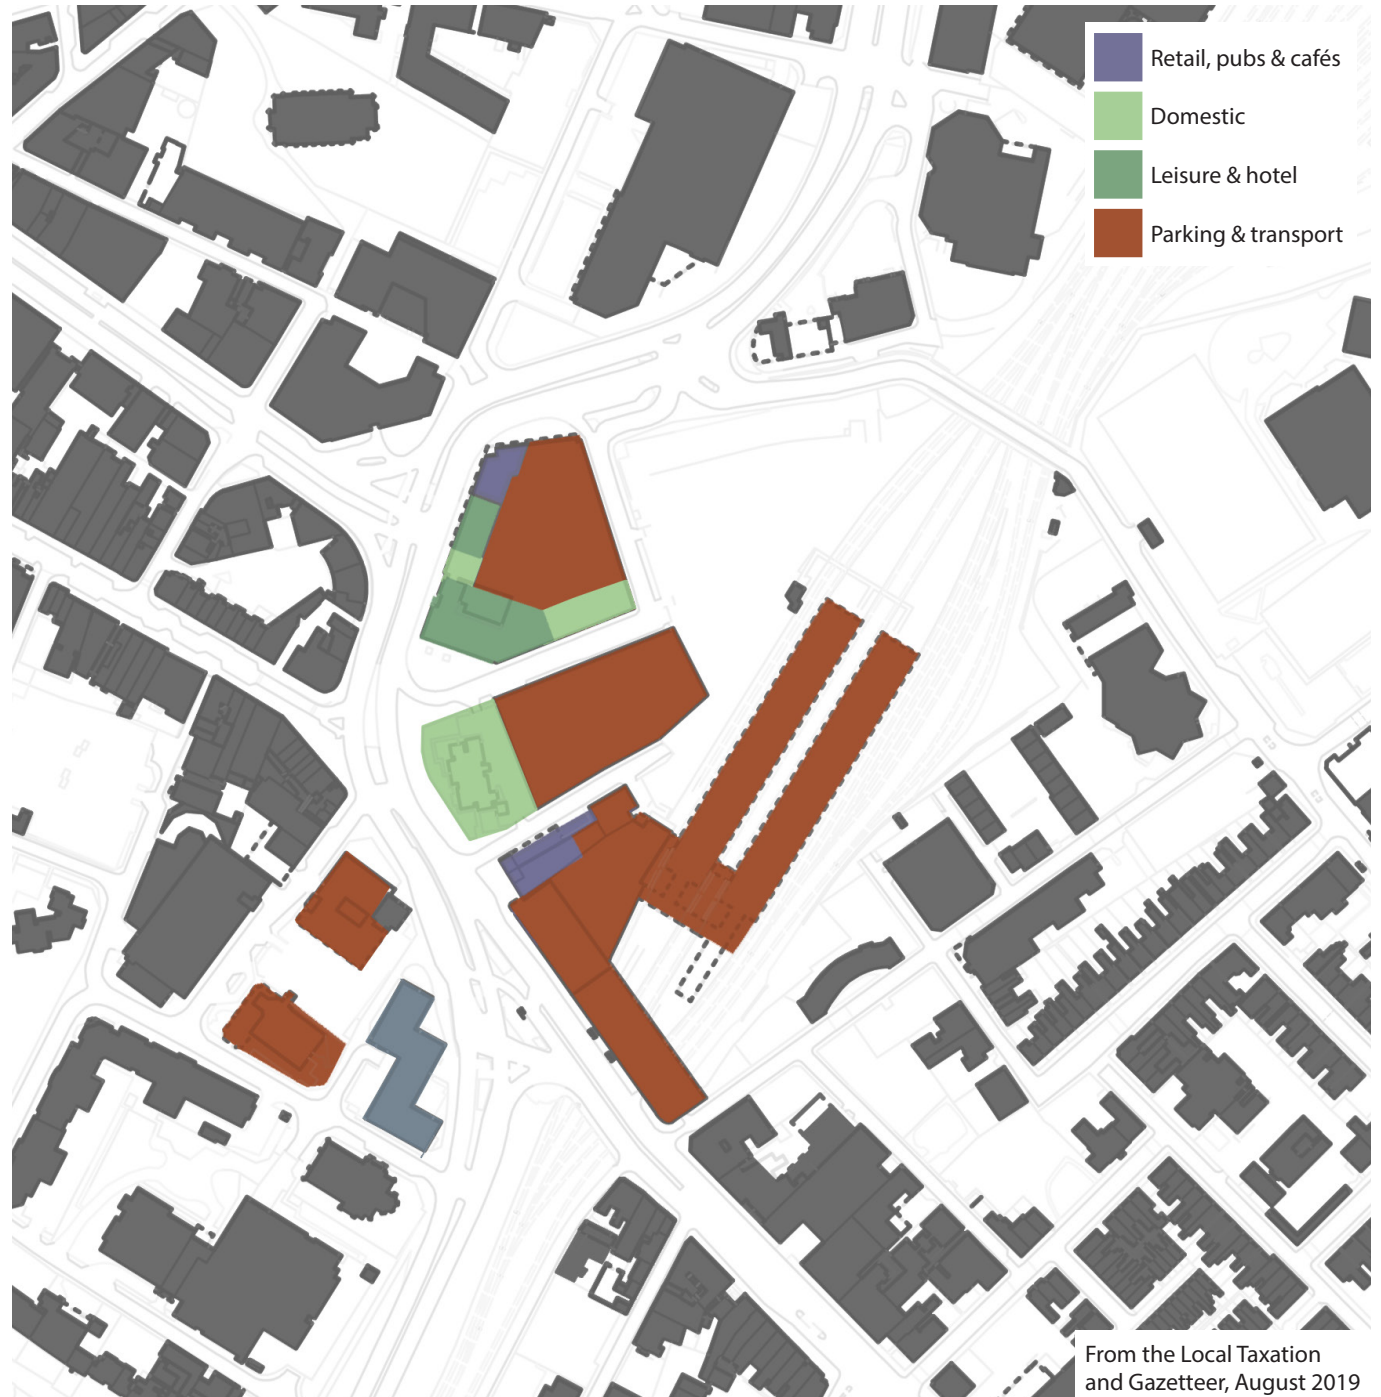 Retail, pubs & cafés
Domestic
Leisure & hotel
Parking & transport
From the Local Taxation
and Gazetteer, August 2019